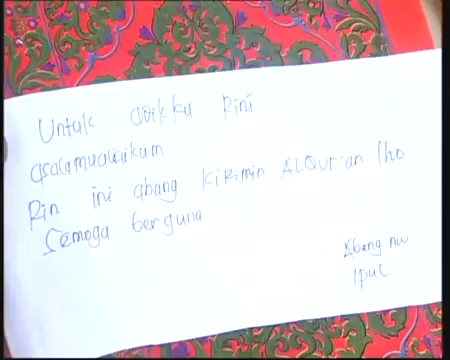 Untuk adikku Rini
asalamualaikum
Rin ini abang kirimin ALQur'an lho
Semoga berguna
Abang mu
Ipul